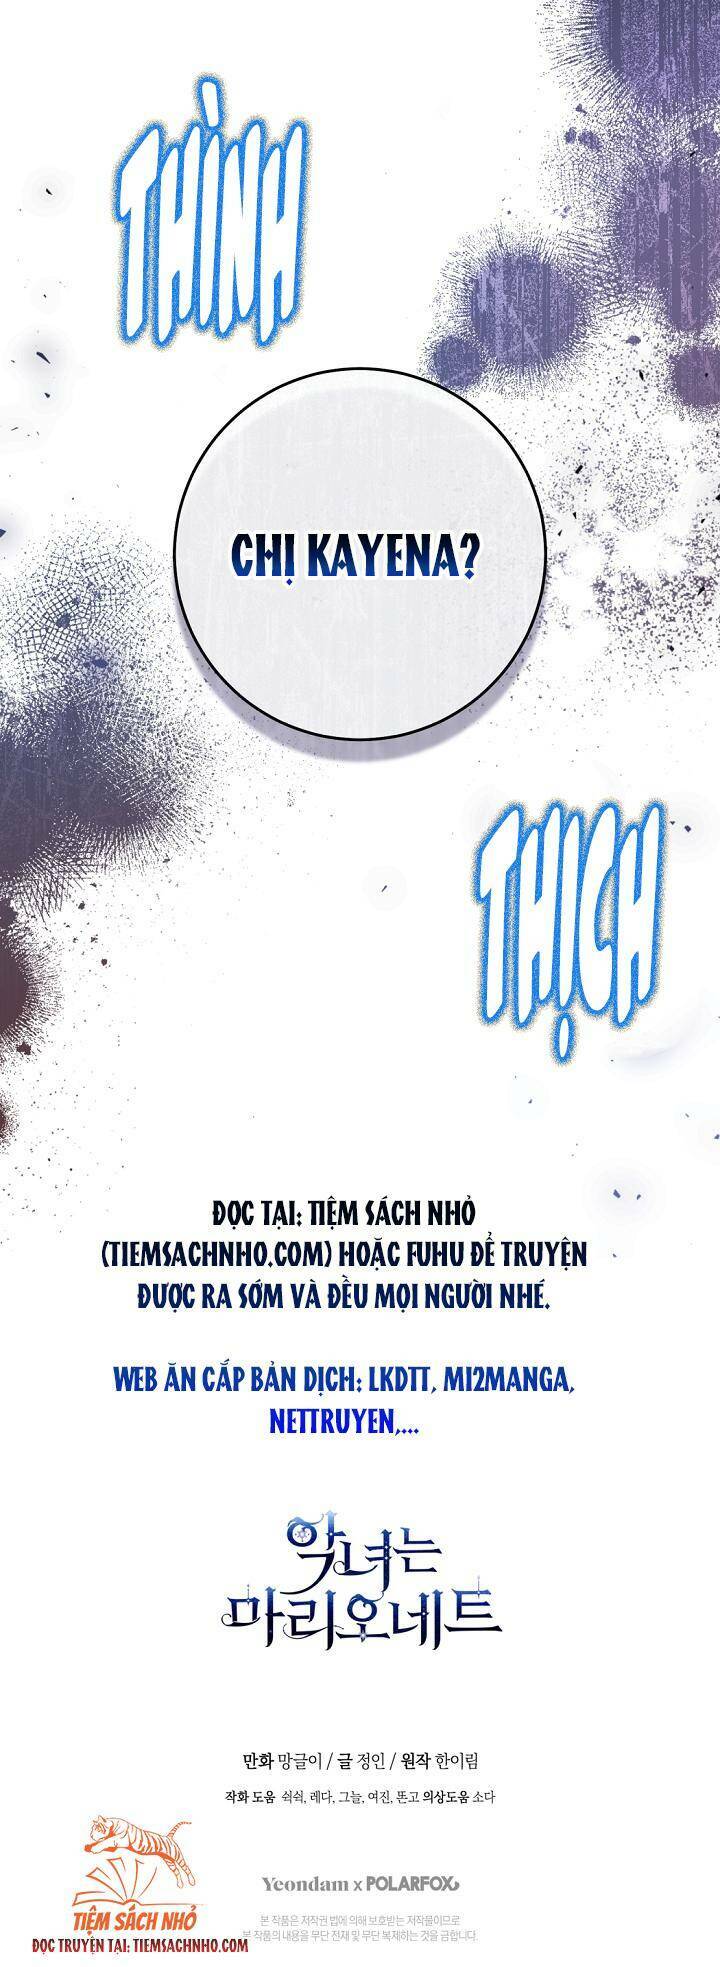 THÌNH
CHỊ KAYENA?
THỊCH
ĐỌC TẠI: TIỆM SÁCH NHỎ
(TIEMSACHNHO.COM) HOẶC FUHU ĐỂ TRUYỆN
ĐƯỢC RA SỚM VÀ ĐỀU MỌI NGƯỜI NHÉ.
WEB ĂN CẮP BẢN DỊCH: LKDTT, MI2MANGA,
NETTRUYEN,...
악녀는
마리오네트
만화 망글이 / 글 정인 / 원작 한이림
작화 도움 쉭쉭, 레다, 그늘, 여진, 똔고 의상도움 소다
Yeondam x POLARFOX
본 작품은 저작권 법에 의해 보호받는 저작물이므로
본 작품의 내용을 무단 전재 및 무단 복제하는 것을 금합니다.
TIỆM SÁCH NHỎ
ĐỌC TRUYỆN TẠI: TIEMSACHNHO.COM